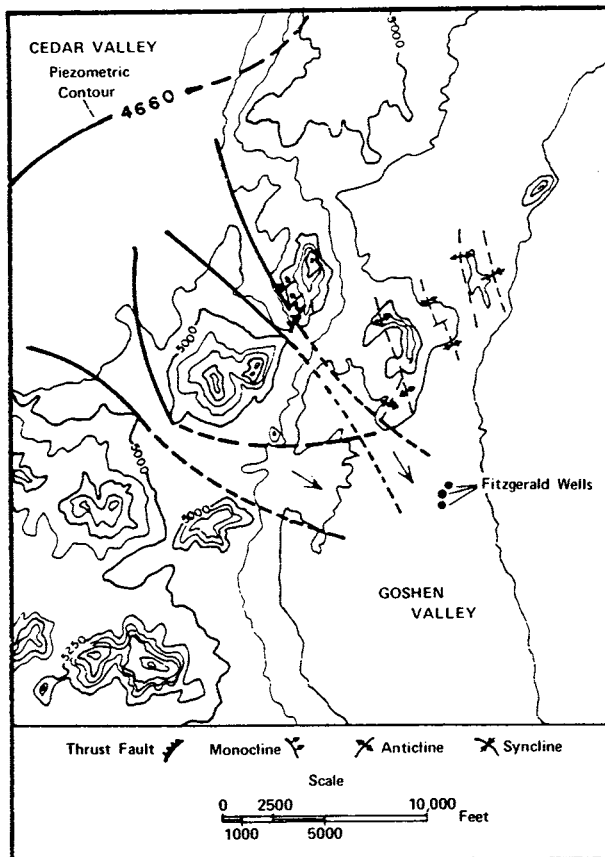 CEDAR VALLEY
Piezometric
Contour
4660
5000
5000
5000
5000
Fitzgerald Wells
GOSHEN
VALLEY
5250
Thrust Fault
Monocline
Anticline
Syncline
Scale
0 2500 10,000
Feet
1000 5000